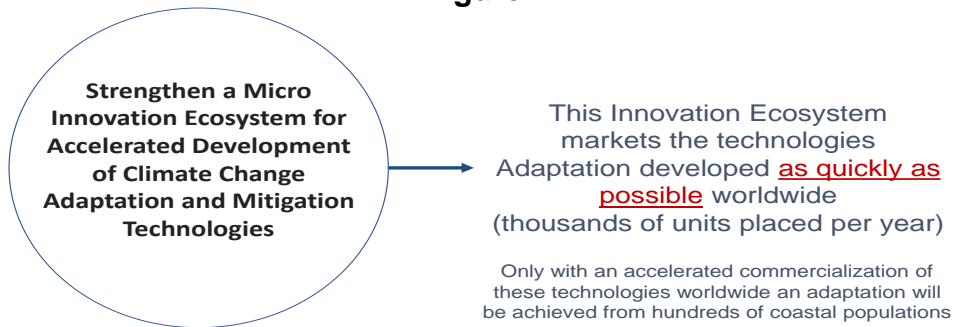 Strengthen a Micro
Innovation Ecosystem for
Accelerated Development
of Climate Change
Adaptation and Mitigation
Technologies
This Innovation Ecosystem
markets the technologies
Adaptation developed as quickly as
possible worldwide
(thousands of units placed per year)
Only with an accelerated commercialization of
these technologies worldwide an adaptation will
be achieved from hundreds of coastal populations